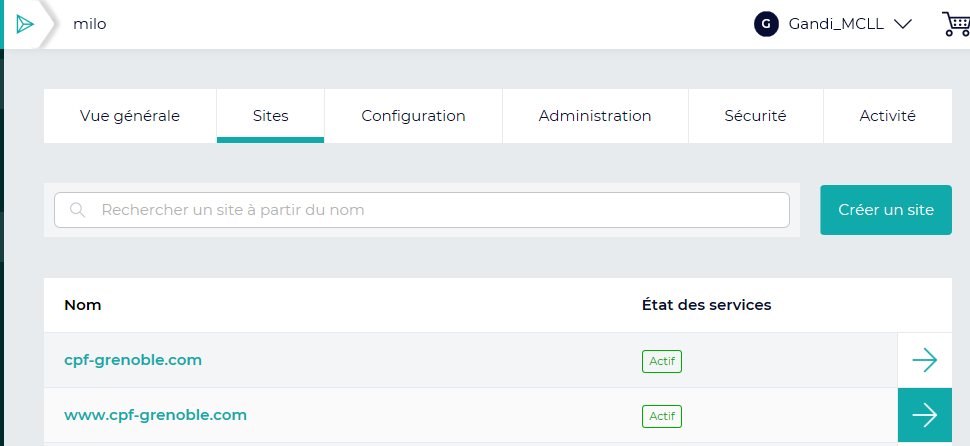 milo
G Gandi_MCLL
Vue générale Sites Configuration Administration Sécurité Activité
Rechercher un site à partir du nom Créer un site
Nom État des services
cpf-grenoble.com Actif
www.cpf-grenoble.com Actif